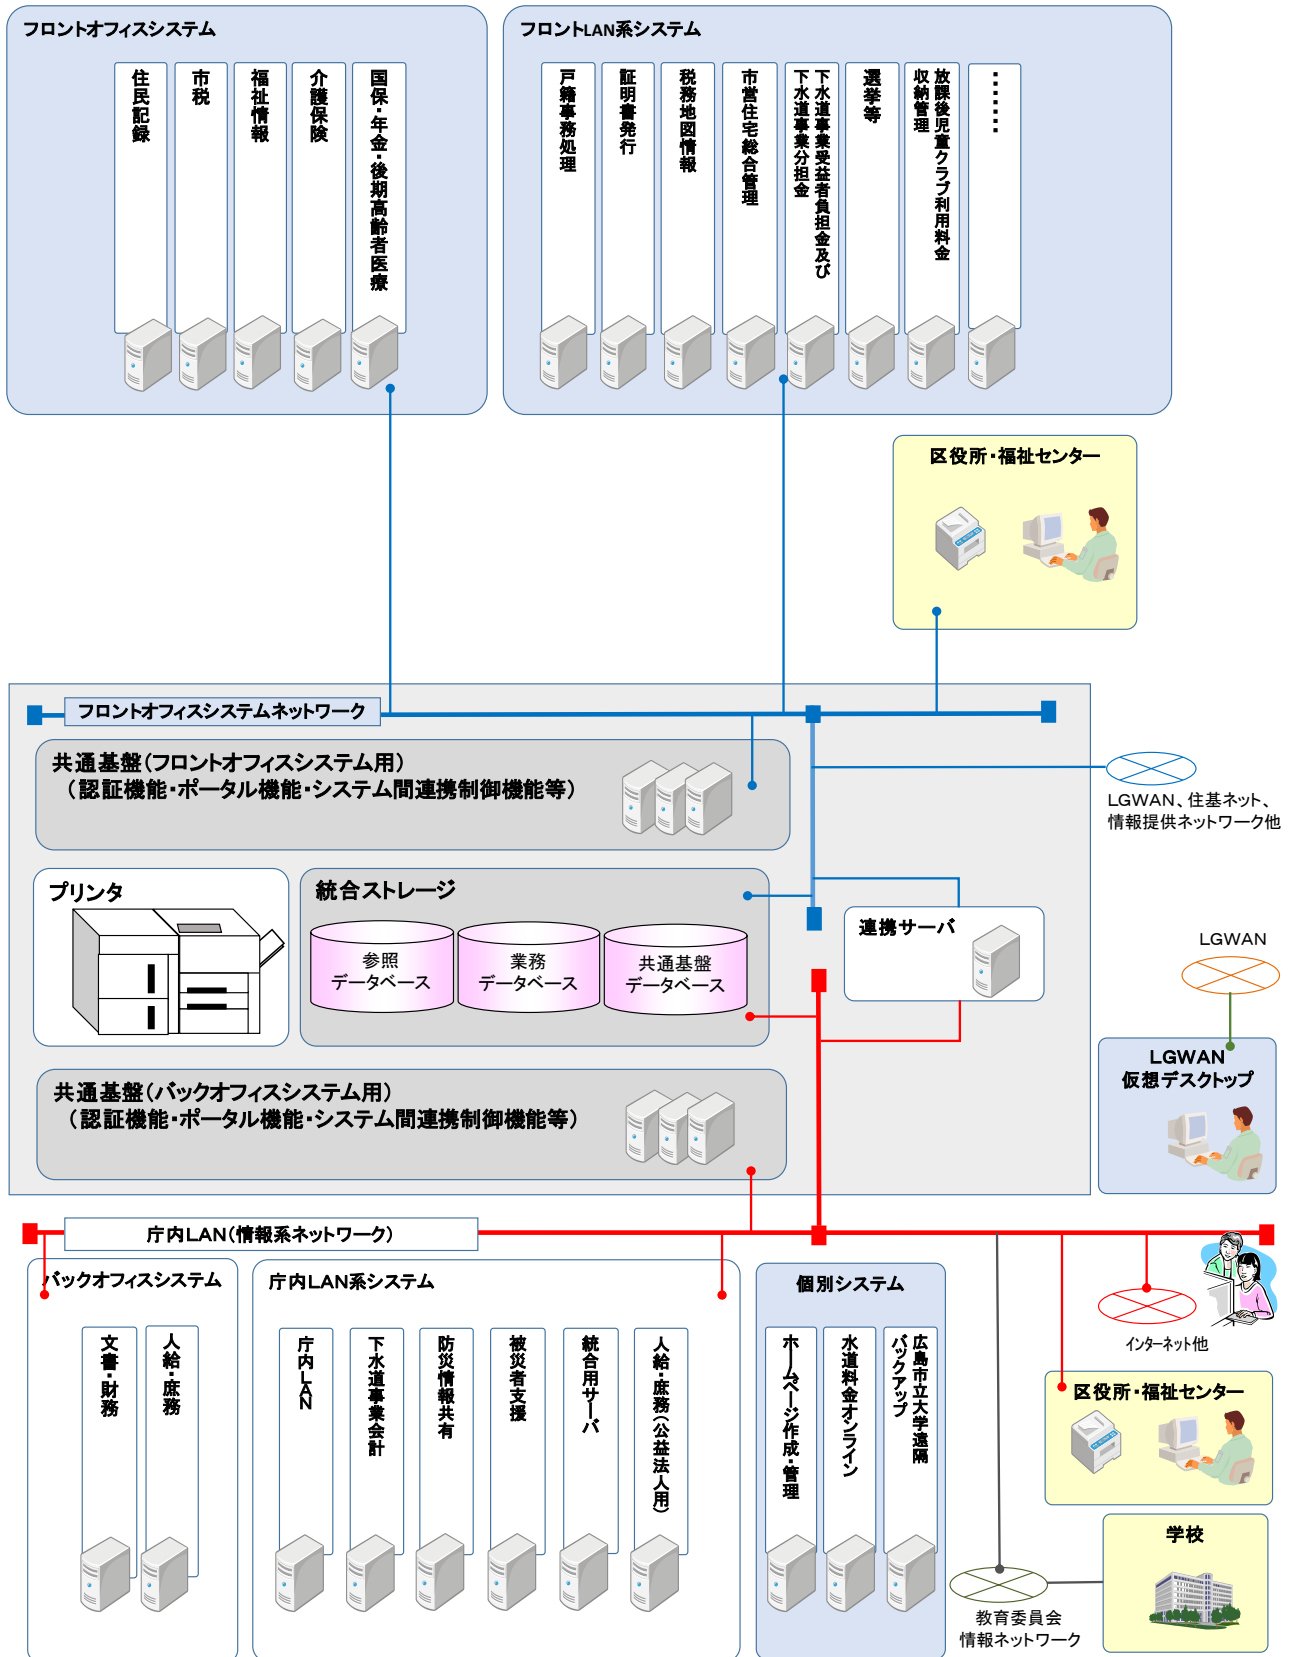 フロントオフィスシステム
住民記録
市税
福祉情報
介護保険
国保・年金・後期高齢者医療
フロントLAN系システム
戸籍事務処理
証明書発行
税務地図情報
市営住宅総合管理
下水道事業受益者負担金及び
下水道事業分担金
選挙等
放課後児童クラブ利用料金
収納管理
・・・・・・・
区役所・福祉センター
フロントオフィスシステムネットワーク
共通基盤(フロントオフィスシステム用)
(認証機能・ポータル機能・システム間連携制御機能等)
LGWAN、住基ネット、
情報提供ネットワーク他
プリンタ
統合ストレージ
参照
データベース
業務
データベース
共通基盤
データベース
連携サーバ
LGWAN
LGWAN
仮想デスクトップ
共通基盤(バックオフィスシステム用)
(認証機能・ポータル機能・システム間連携制御機能等)
庁内LAN(情報系ネットワーク)
バックオフィスシステム
文書・財務
人給・庶務
庁内LAN系システム
庁内LAN
下水道事業会計
防災情報共有
被災者支援
統合用サーバ
人給・庶務(公益法人用)
個別システム
ホームページ作成・管理
水道料金オンライン
広島市立大学遠隔
バックアップ
インターネット他
区役所・福祉センター
学校
教育委員会
情報ネットワーク